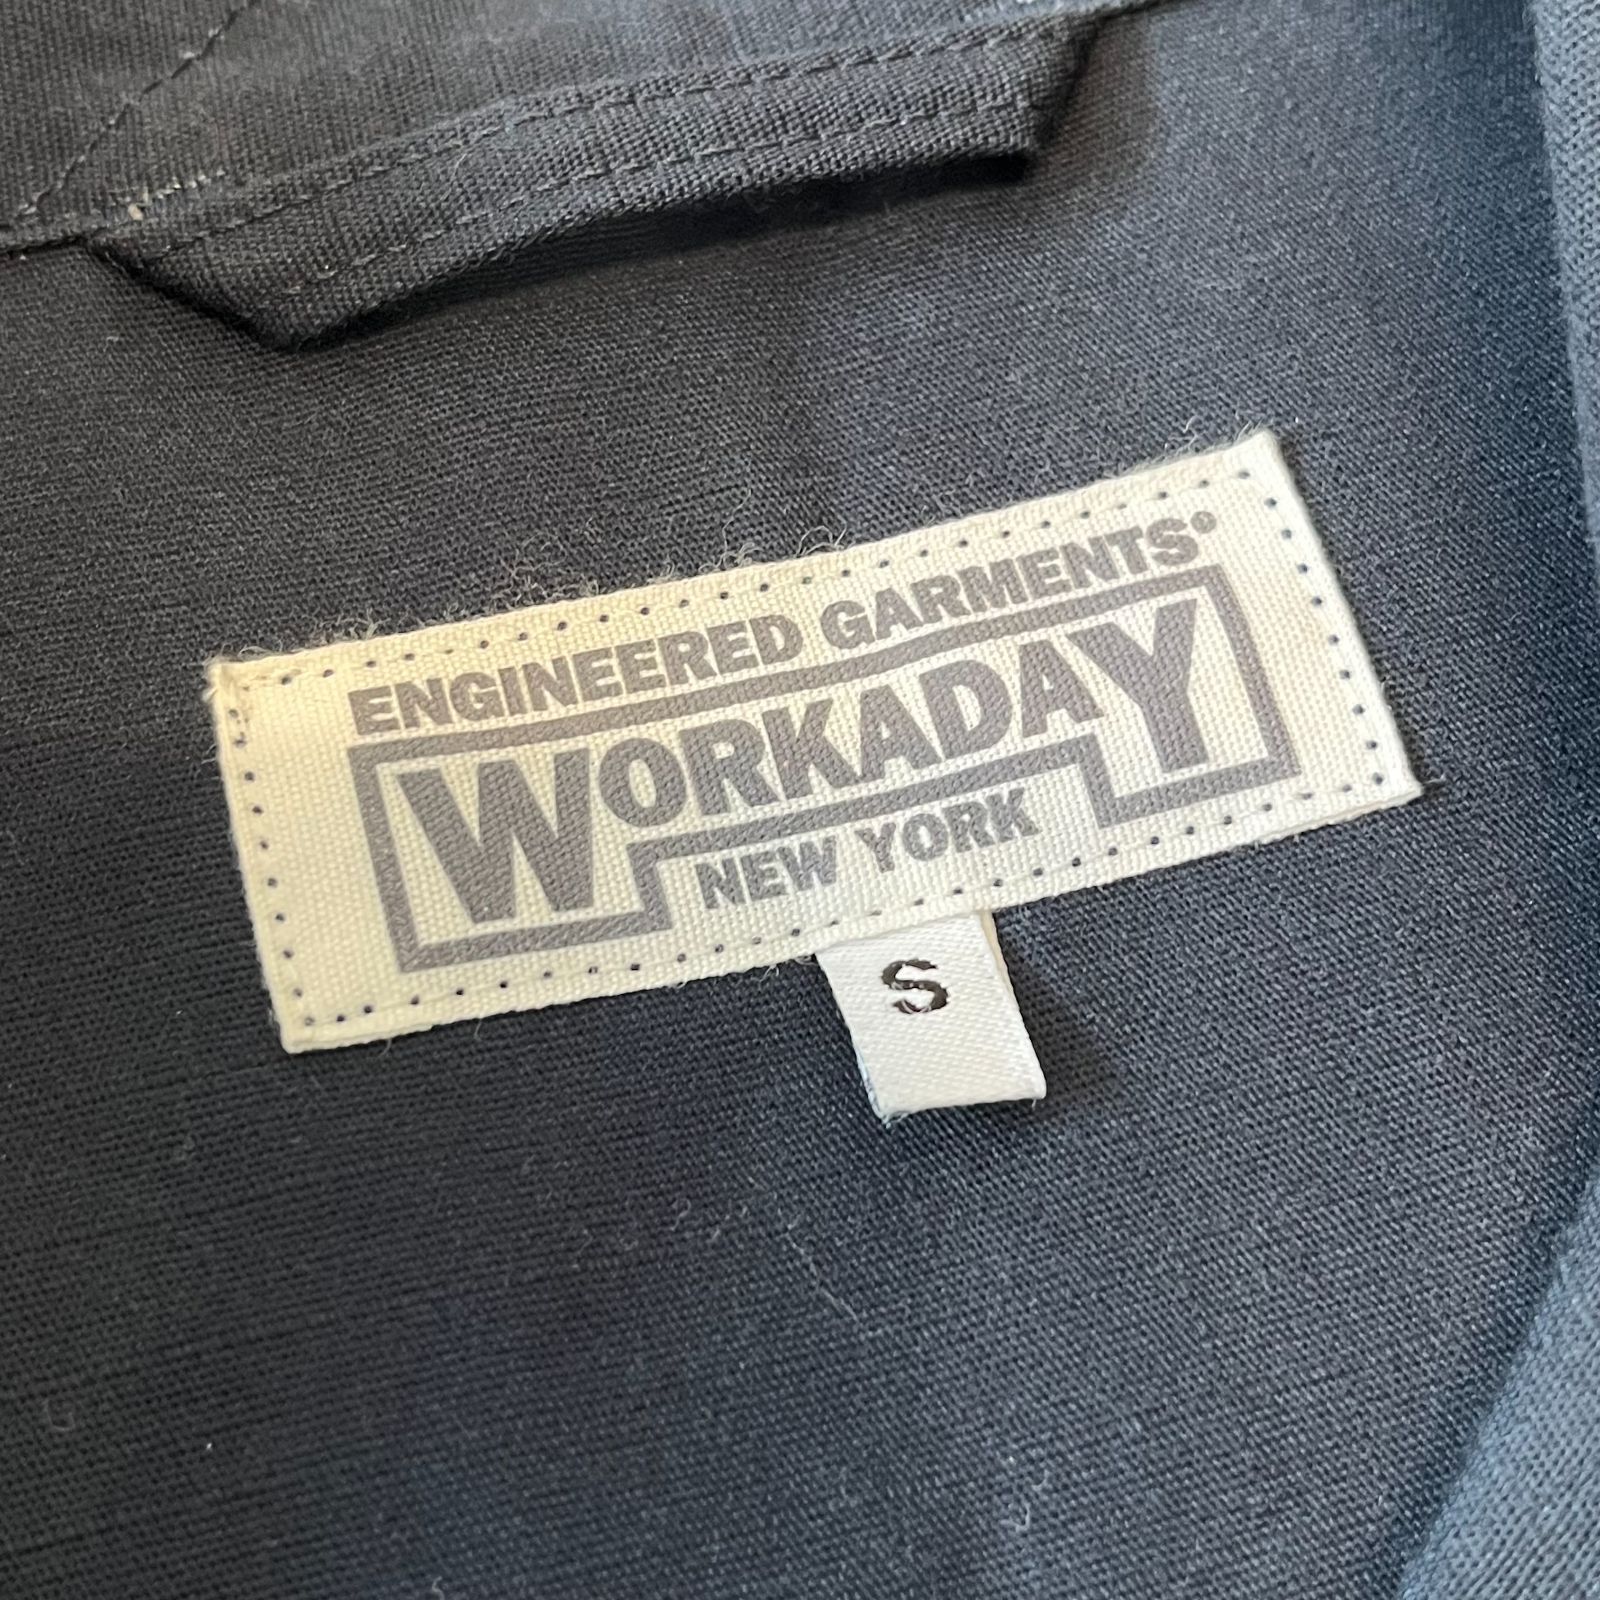 ENGINEERED GARMENTS®
WORKADAY
NEW YORK
S